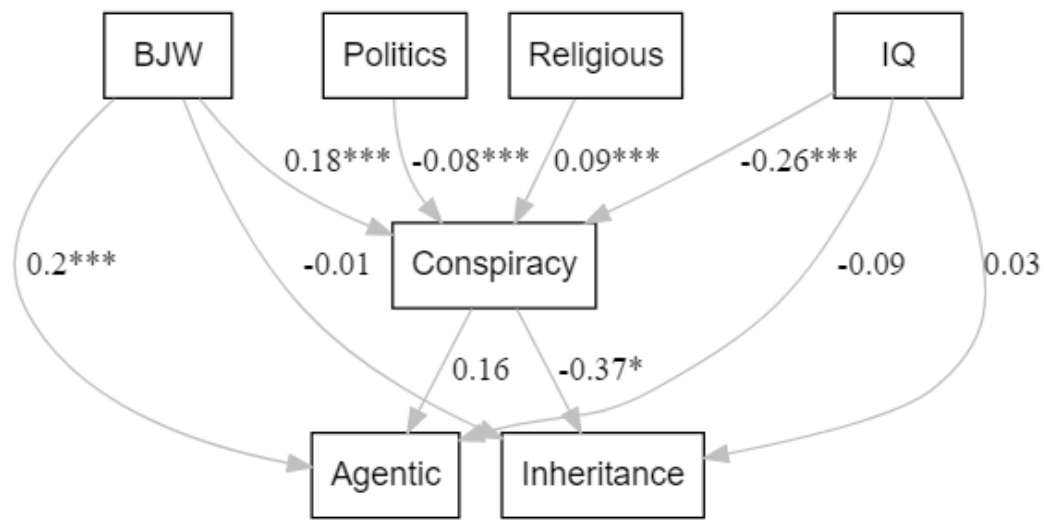 BJW
Politics
Religious
IQ
0.18***
-0.08***
0.09***
-0.26***
0.2***
-0.01
Conspiracy
-0.09
0.03
0.16
-0.37*
Agentic
Inheritance